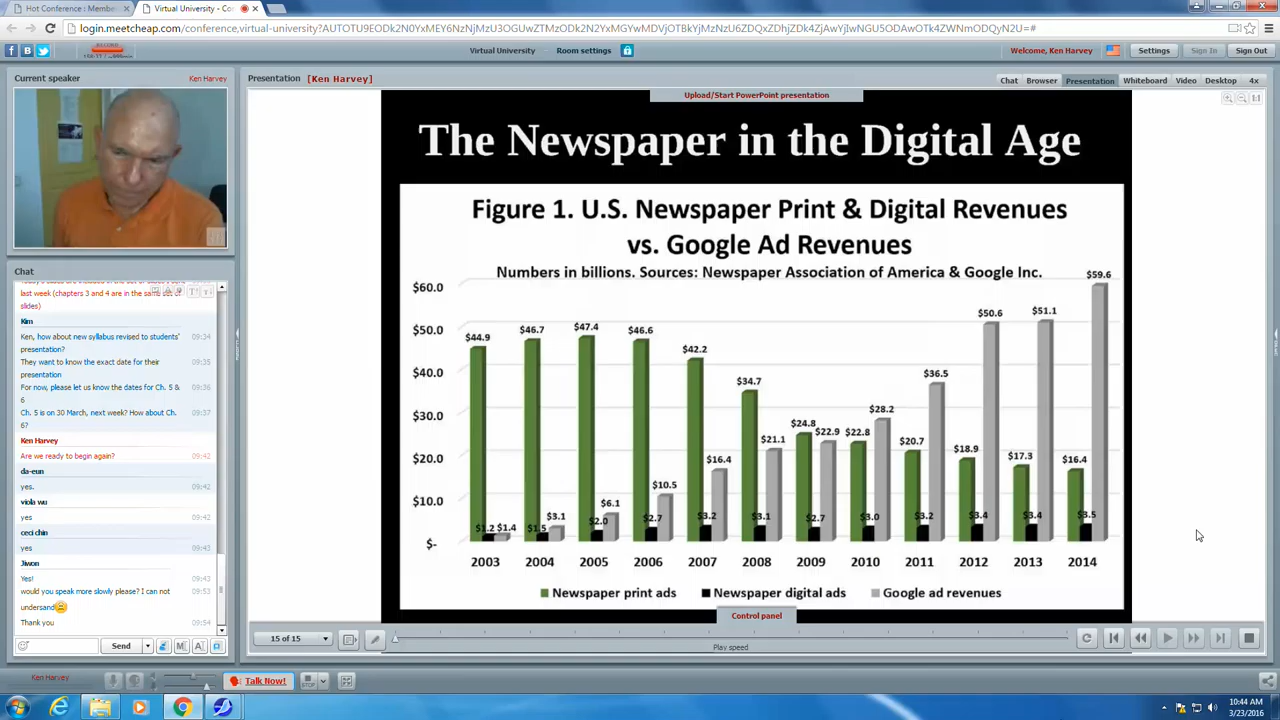 Hot Conference : Membe
Virtual University - Co
login.meetcheap.com/conference,virtual-university?
Virtual University
Room settings
Welcome, Ken Harvey
Settings
Sign In
Sign Out
Current speaker
Ken Harvey
Presentation
[Ken Harvey]
Chat
Browser
Presentation
Whiteboard
Video
Desktop
4x
Upload/Start PowerPoint presentation
The Newspaper in the Digital Age
Figure 1. U.S. Newspaper Print & Digital Revenues
vs. Google Ad Revenues
Numbers in billions. Sources: Newspaper Association of America & Google Inc.
$60.0
$50.0
$40.0
$30.0
$20.0
$10.0
$-
$44.9 $1.2 $1.4
$46.7 $1.5 $3.1
$47.4 $2.0 $6.1
$46.6 $2.7 $10.5
$42.2 $3.2 $16.4
$34.7 $3.1 $21.1
$24.8 $2.7 $22.9
$22.8 $3.0 $28.2
$20.7 $3.2 $36.5
$18.9 $3.4 $50.6
$17.3 $3.4 $51.1
$16.4 $3.5 $59.6
2003 2004 2005 2006 2007 2008 2009 2010 2011 2012 2013 2014
Newspaper print ads
Newspaper digital ads
Google ad revenues
Chat
last week (chapters 3 and 4 are in the same set of
slides)
Kim
Ken, how about new syllabus revised to students' 09:34
presentation?
They want to know the exact date for their 09:35
presentation
For now, please let us know the dates for Ch. 5 & 09:36
6
Ch. 5 is on 30 March, next week? How about Ch. 09:37
6?
Ken Harvey
Are we ready to begin again? 09:42
da-eun
yes. 09:42
viola wu
yes 09:42
ceci chin
yes 09:43
Jiwon
Yes! 09:43
would you speak more slowly please? I can not 09:53
undersand
Thank you 09:54
Send
Control panel
15 of 15
Play speed
Ken Harvey
Talk Now!
10:44 AM
3/23/2016